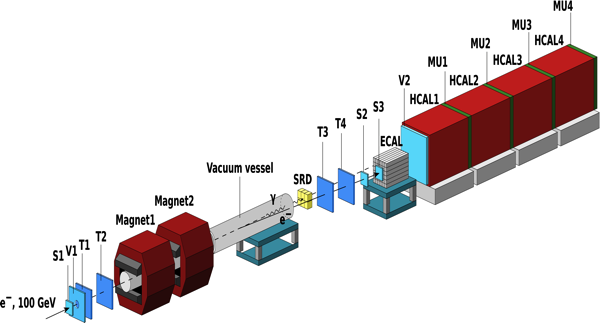 MU4
MU3
HCAL4
MU2
HCAL3
MU1
HCAL2
V2
HCAL1
S3
S2
ECAL
T4
T3
Vacuum vessel
SRD
γ
e⁻
Magnet2
Magnet1
T2
T1
V1
S1
e⁻, 100 GeV